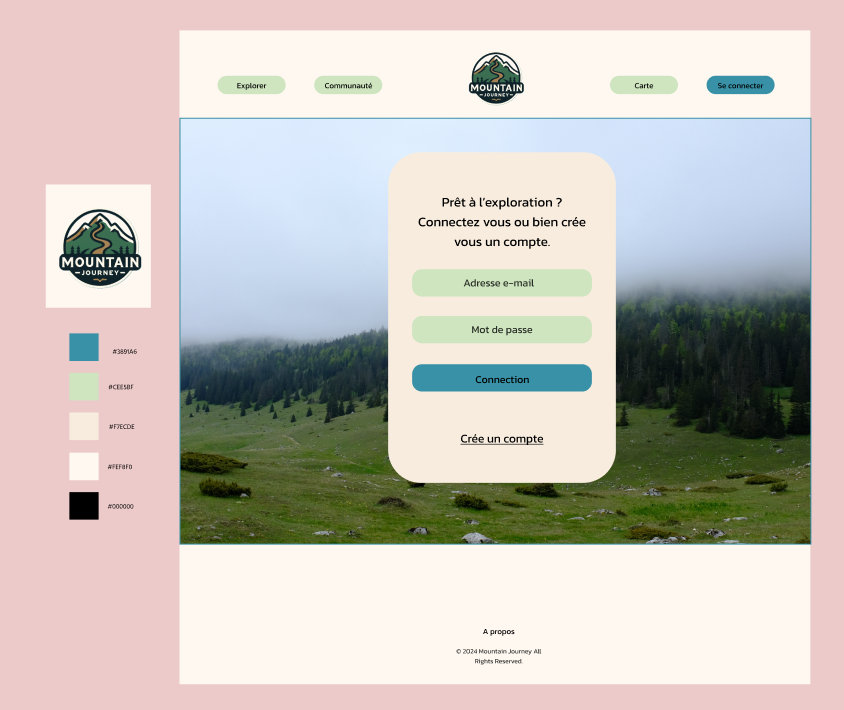 Explorer
Communauté
MOUNTAIN
JOURNEY
Carte
Se connecter
Prêt à l'exploration ?
Connectez vous ou bien crée
vous un compte.
Adresse e-mail
Mot de passe
Connection
Crée un compte
A propos
© 2024 Mountain Journey All
Rights Reserved.
MOUNTAIN
JOURNEY
#3891A6
#CEE5BF
#F7ECDE
#FEF8F0
#000000